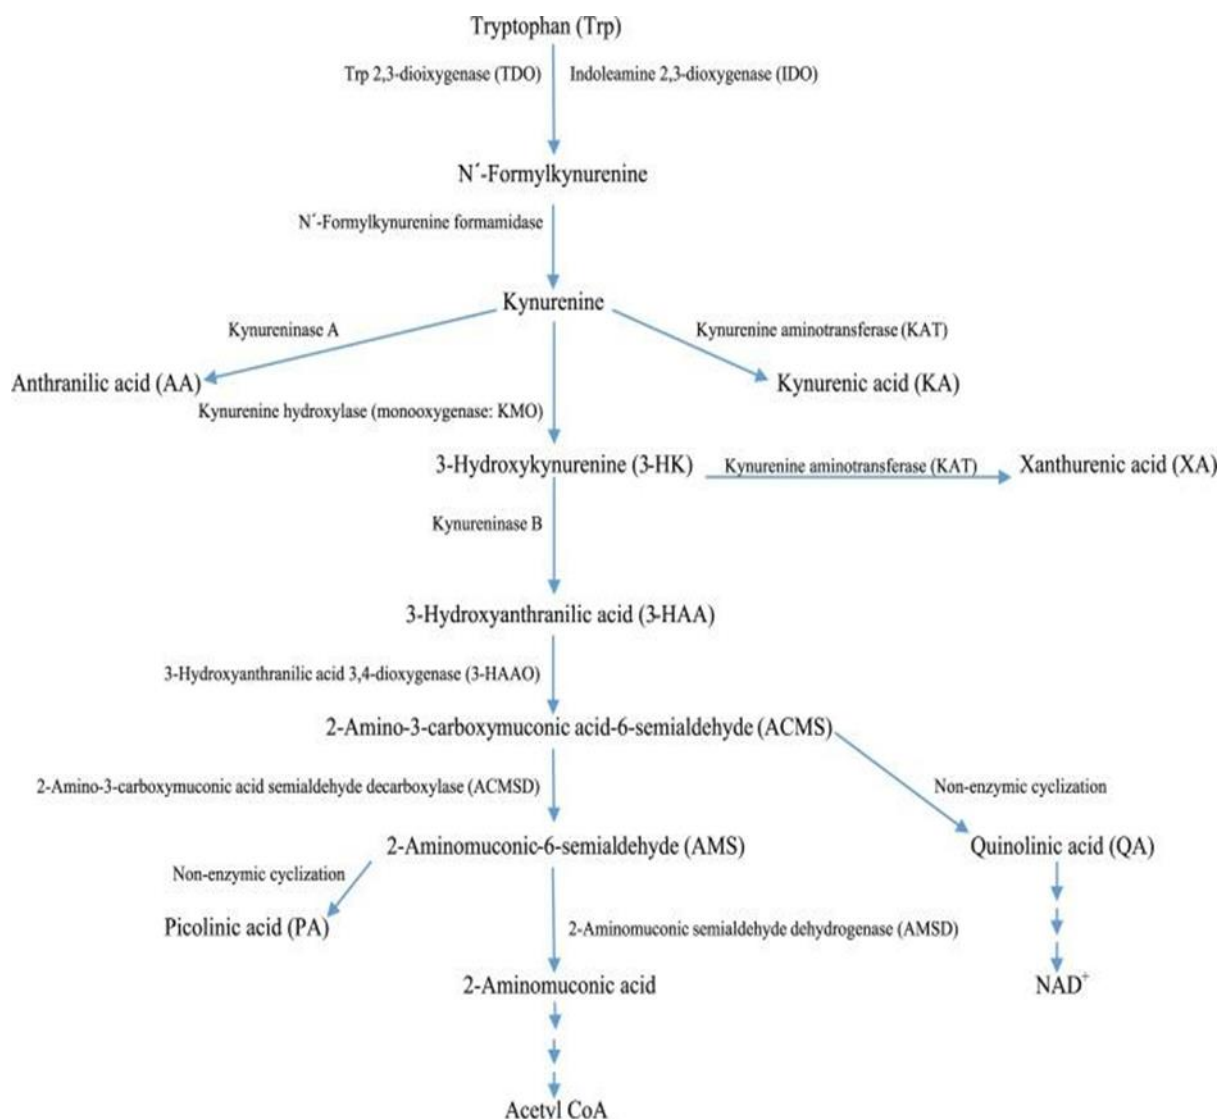 Tryptophan (Trp)
Trp 2,3-dioixygenase (TDO)
Indoleamine 2,3-dioxygenase (IDO)
N´-Formylkynurenine
N´-Formylkynurenine formamidase
Kynurenine
Kynureninase A
Kynurenine aminotransferase (KAT)
Anthranilic acid (AA)
Kynurenic acid (KA)
Kynurenine hydroxylase (monooxygenase: KMO)
3-Hydroxykynurenine (3-HK)
Kynurenine aminotransferase (KAT)
Xanthurenic acid (XA)
Kynureninase B
3-Hydroxyanthranilic acid (3-HAA)
3-Hydroxyanthranilic acid 3,4-dioxygenase (3-HAAO)
2-Amino-3-carboxymuconic acid-6-semialdehyde (ACMS)
2-Amino-3-carboxymuconic acid semialdehyde decarboxylase (ACMSD)
Non-enzymic cyclization
2-Aminomuconic-6-semialdehyde (AMS)
Quinolinic acid (QA)
Non-enzymic cyclization
Picolinic acid (PA)
2-Aminomuconic semialdehyde dehydrogenase (AMSD)
2-Aminomuconic acid
NAD⁺
Acetyl CoA